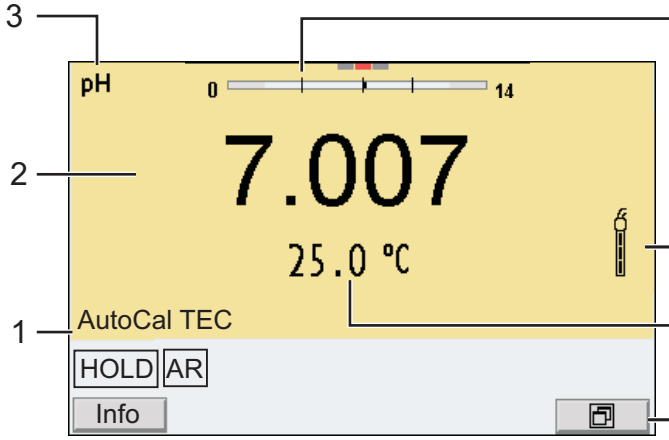 3
pH
0 14
2
7.007
25.0 °C
1
AutoCal TEC
HOLD AR
Info